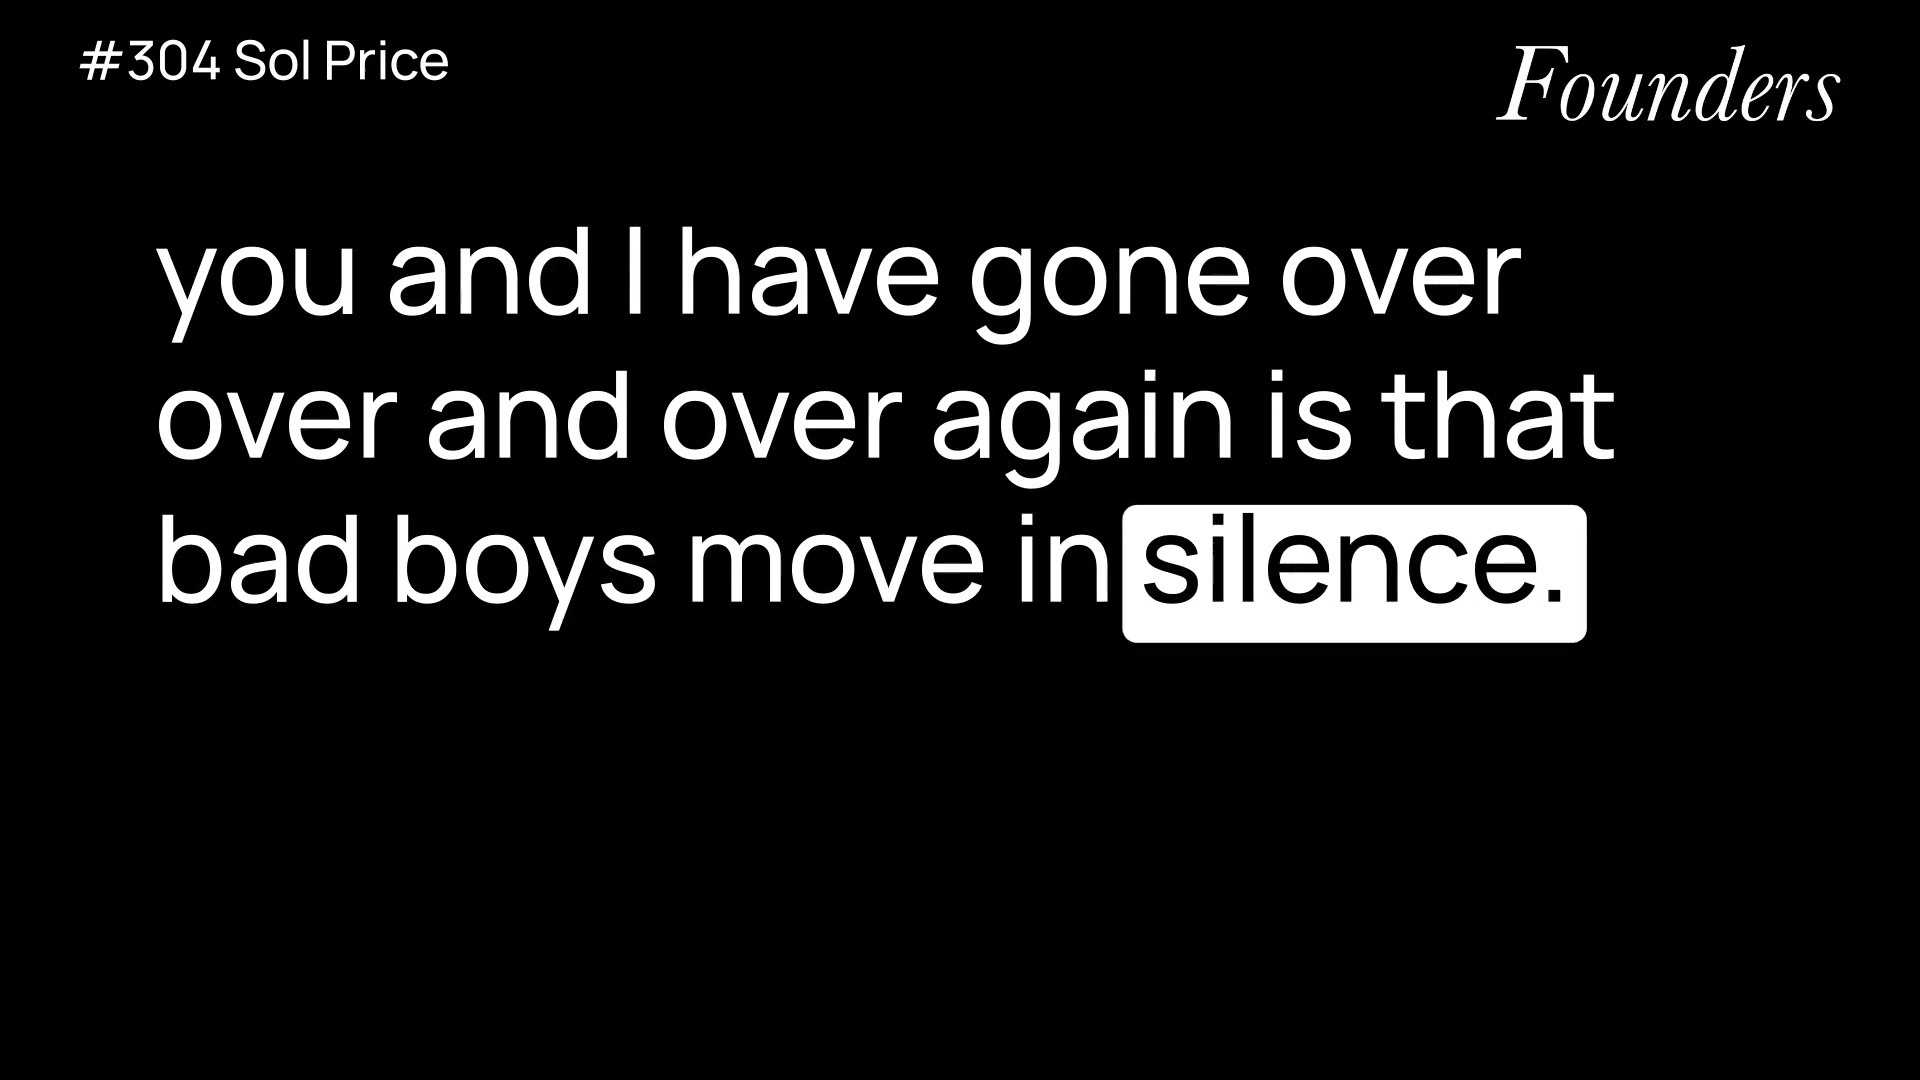 #304 Sol Price
Founders
you and I have gone over
over and over again is that
bad boys move in silence.